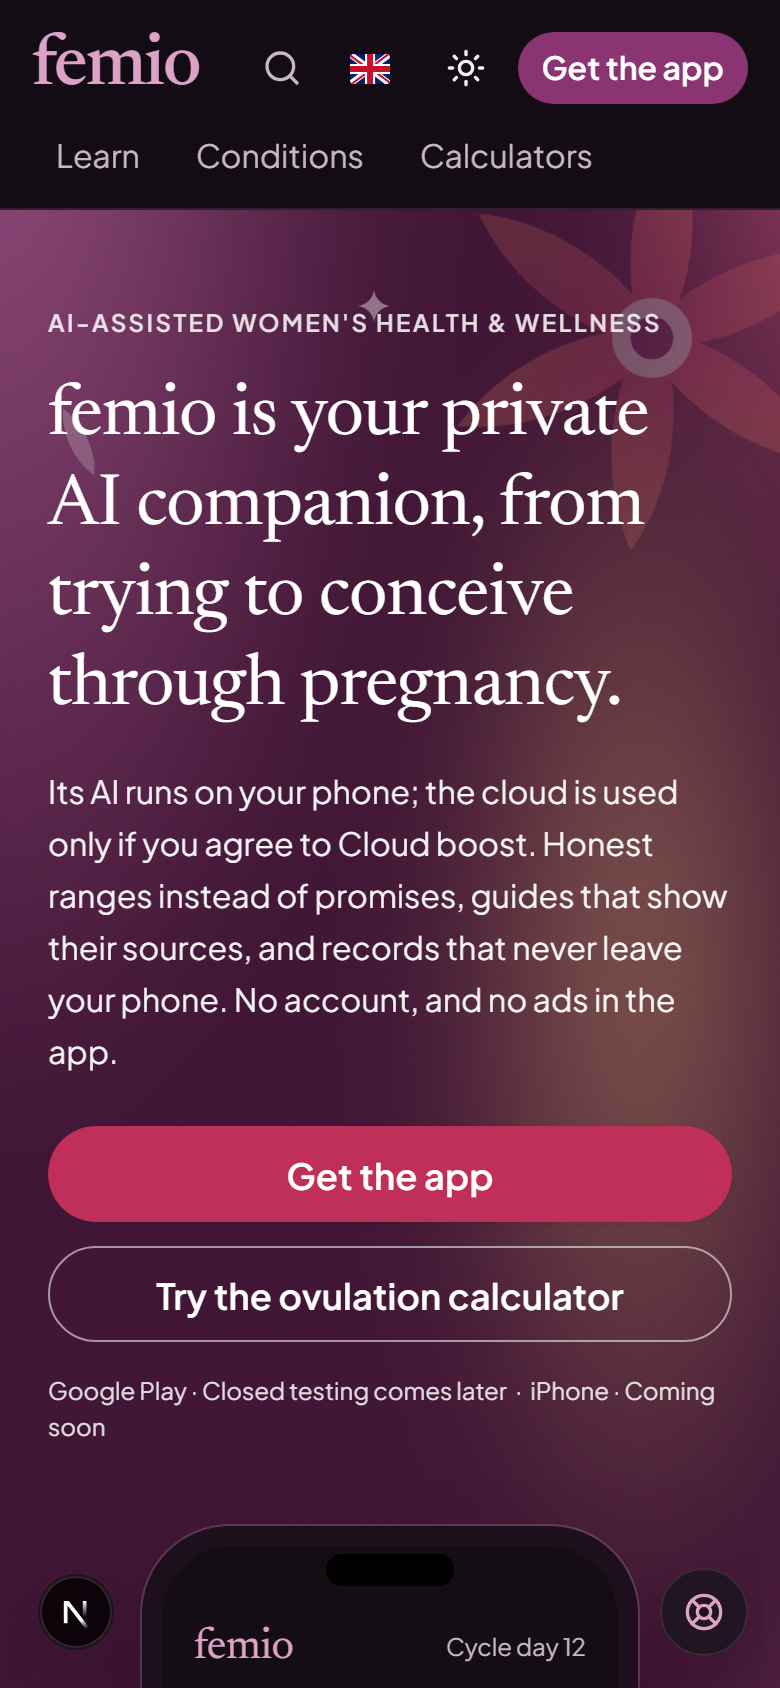 femio
Get the app
Learn Conditions Calculators
AI-ASSISTED WOMEN'S HEALTH & WELLNESS
femio is your private
AI companion, from
trying to conceive
through pregnancy.
Its AI runs on your phone; the cloud is used
only if you agree to Cloud boost. Honest
ranges instead of promises, guides that show
their sources, and records that never leave
your phone. No account, and no ads in the
app.
Get the app
Try the ovulation calculator
Google Play · Closed testing comes later · iPhone · Coming
soon
femio Cycle day 12
N